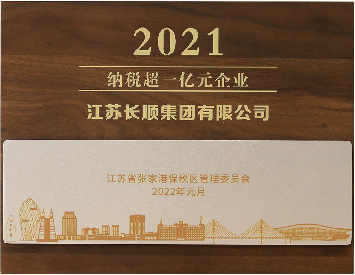 2021
纳税超一亿元企业
江苏长顺集团有限公司
江苏省张家港保税区管理委员会
2022年元月